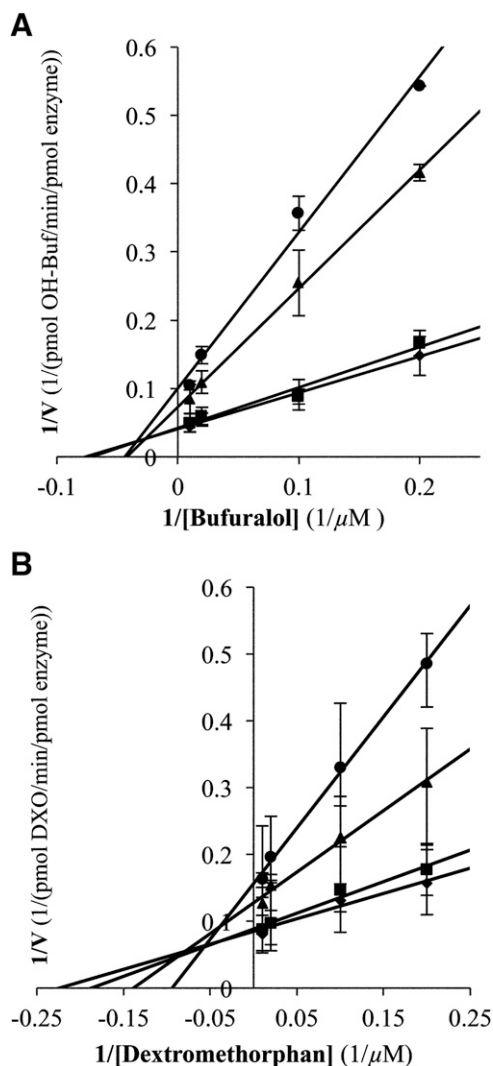 A
1/V (1/(pmol OH-Buf/min/pmol enzyme))
0.6
0.5
0.4
0.3
0.2
0.1
0
-0.1 0 0.1 0.2
1/[Bufuralol] (1/μM )
B
1/V (1/(pmol DXO/min/pmol enzyme))
0.6
0.5
0.4
0.3
0.2
0.1
0
-0.25 -0.15 -0.05 0.05 0.15 0.25
1/[Dextromethorphan] (1/μM)